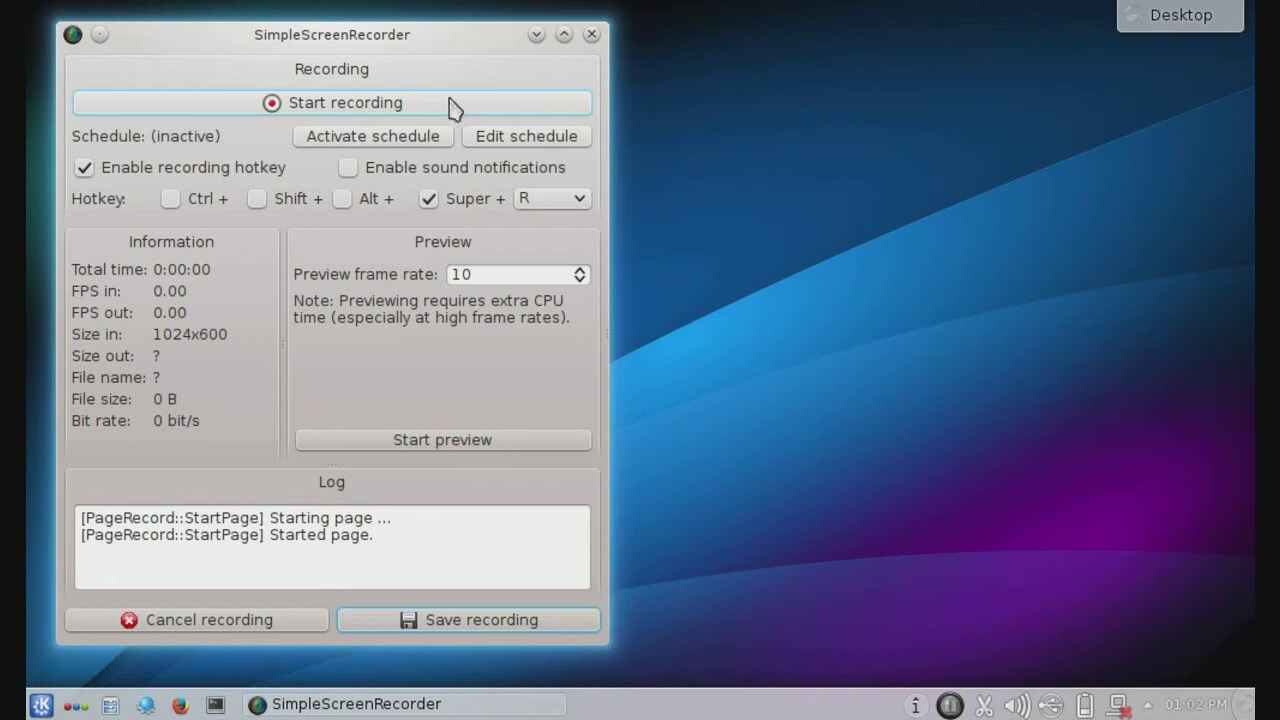 Desktop
SimpleScreenRecorder
Recording
Start recording
Schedule: (inactive) Activate schedule Edit schedule
Enable recording hotkey Enable sound notifications
Hotkey: Ctrl + Shift + Alt + Super + R
Information
Total time: 0:00:00
FPS in: 0.00
FPS out: 0.00
Size in: 1024x600
Size out: ?
File name: ?
File size: 0 B
Bit rate: 0 bit/s
Preview
Preview frame rate: 10
Note: Previewing requires extra CPU
time (especially at high frame rates).
Start preview
Log
[PageRecord::StartPage] Starting page ...
[PageRecord::StartPage] Started page.
Cancel recording Save recording
SimpleScreenRecorder 01:02 PM